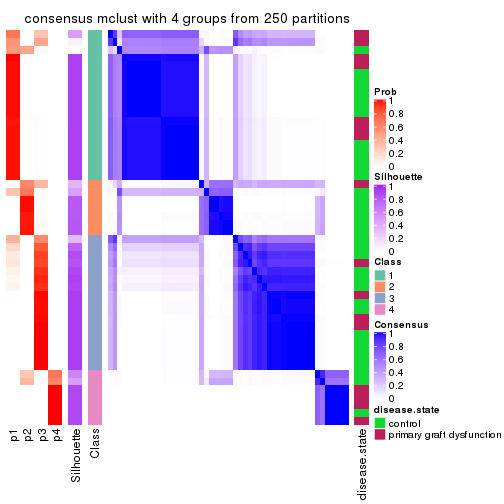 consensus mclust with 4 groups from 250 partitions
Prob
1
0.8
0.6
0.4
0.2
0
Silhouette
1
0.8
0.6
0.4
0.2
0
Class
1
2
3
4
Consensus
1
0.8
0.6
0.4
0.2
0
disease.state
control
primary graft dysfunction
p1
p2
p3
p4
Silhouette
Class
disease.state